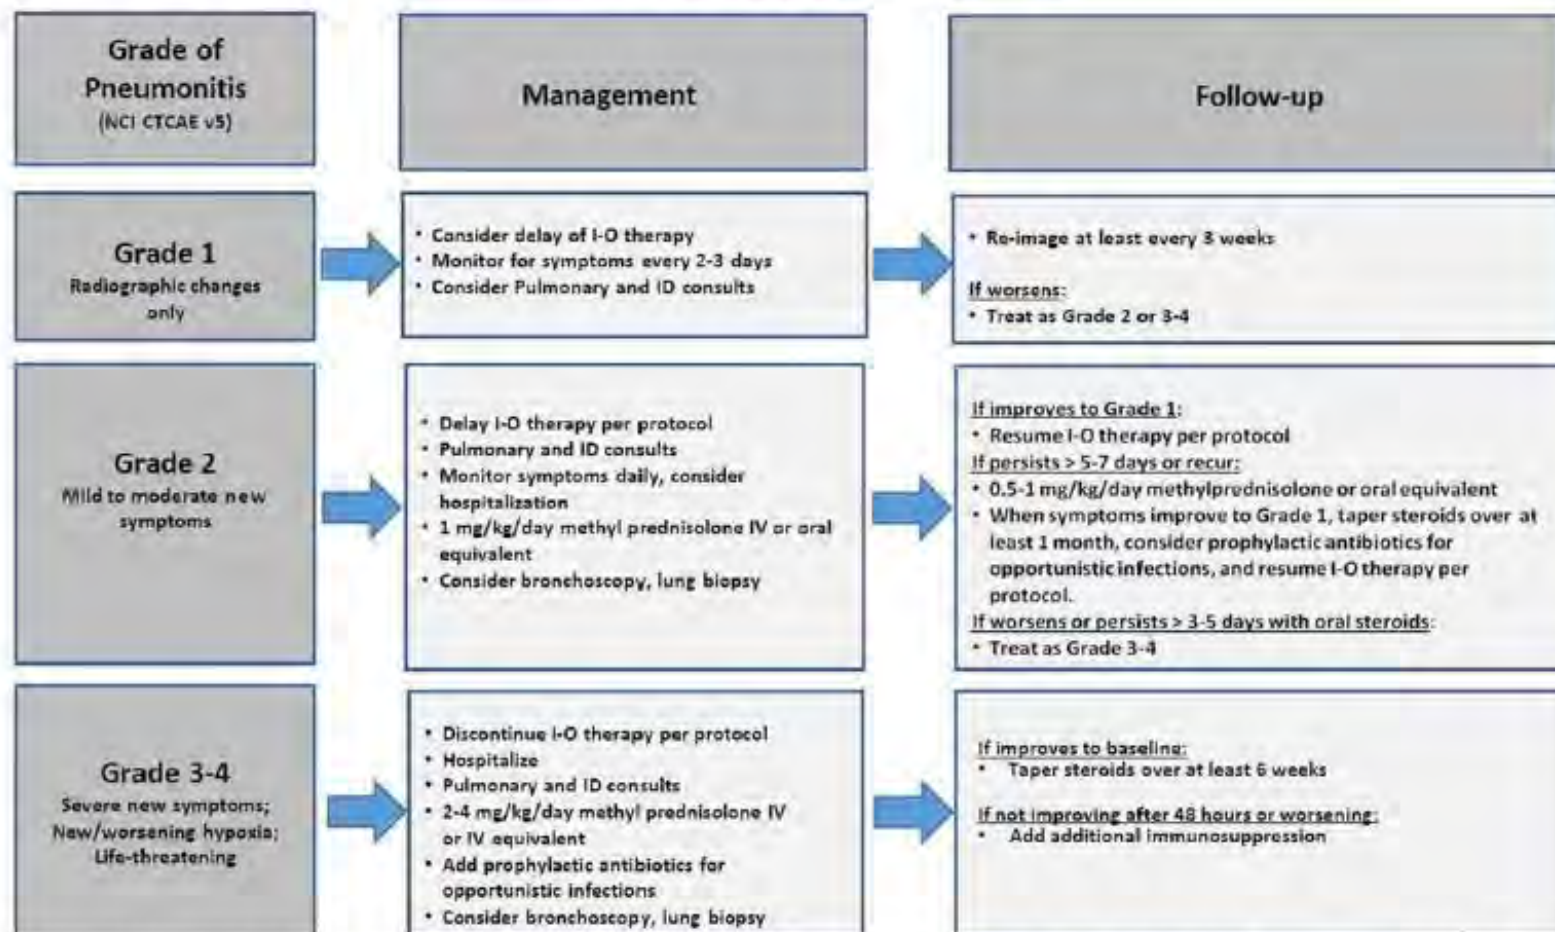 Grade of
Pneumonitis
(NCI CTCAE v5)
Management
Follow-up
Grade 1
Radiographic changes
only
• Consider delay of I-O therapy
• Monitor for symptoms every 2-3 days
• Consider Pulmonary and ID consults
• Re-image at least every 3 weeks
If worsens:
• Treat as Grade 2 or 3-4
Grade 2
Mild to moderate new
symptoms
• Delay I-O therapy per protocol
• Pulmonary and ID consults
• Monitor symptoms daily, consider
hospitalization
• 1 mg/kg/day methyl prednisolone IV or oral
equivalent
• Consider bronchoscopy, lung biopsy
If improves to Grade 1:
• Resume I-O therapy per protocol
If persists > 5-7 days or recur:
• 0.5-1 mg/kg/day methylprednisolone or oral equivalent
• When symptoms improve to Grade 1, taper steroids over at
least 1 month, consider prophylactic antibiotics for
opportunistic infections, and resume I-O therapy per
protocol.
If worsens or persists > 3-5 days with oral steroids:
• Treat as Grade 3-4
Grade 3-4
Severe new symptoms;
New/worsening hypoxia;
Life-threatening
• Discontinue I-O therapy per protocol
• Hospitalize
• Pulmonary and ID consults
• 2-4 mg/kg/day methyl prednisolone IV
or IV equivalent
• Add prophylactic antibiotics for
opportunistic infections
• Consider bronchoscopy, lung biopsy
If improves to baseline:
• Taper steroids over at least 6 weeks
If not improving after 48 hours or worsening:
• Add additional immunosuppression